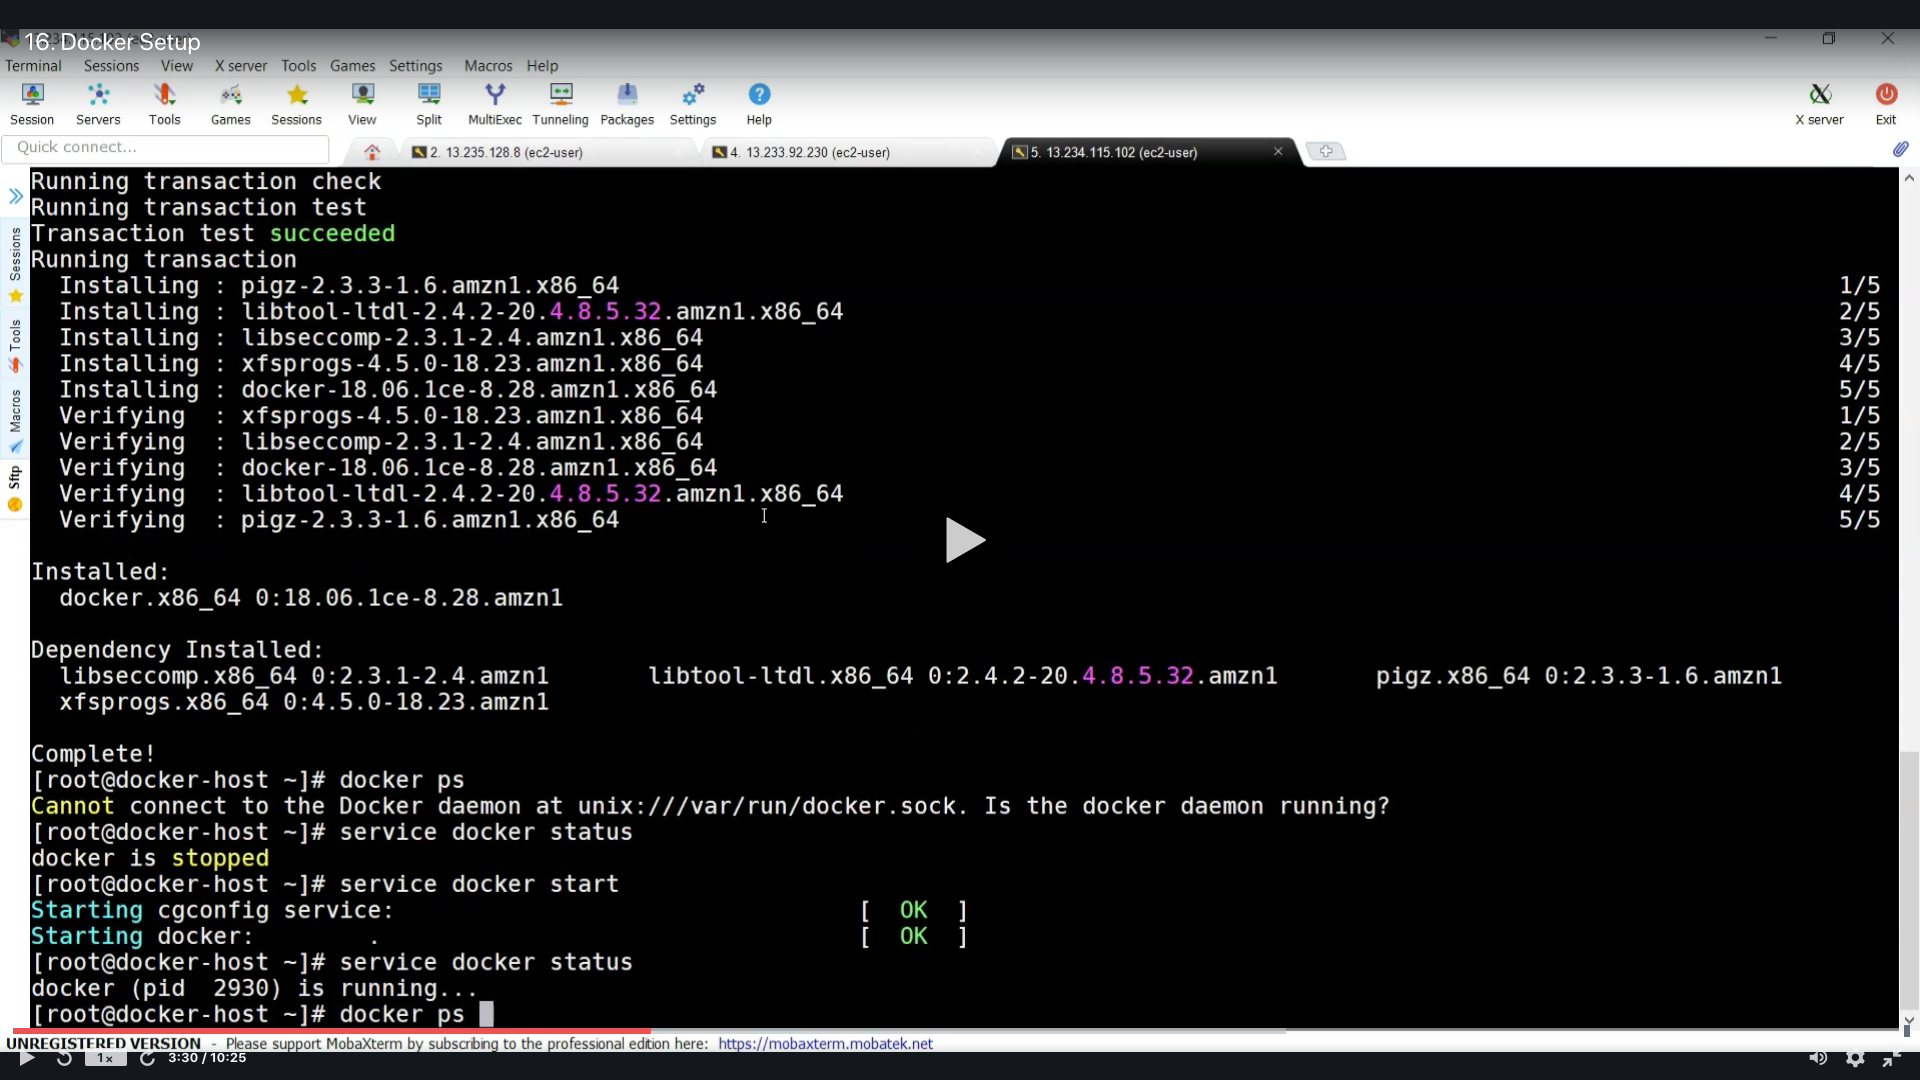 16. Docker Setup
Terminal Sessions View X server Tools Games Settings Macros Help
Session Servers Tools Games Sessions View Split MultiExec Tunneling Packages Settings Help X server Exit
Quick connect... 2. 13.235.128.8 (ec2-user) 4. 13.233.92.230 (ec2-user) 5. 13.234.115.102 (ec2-user)
Sessions
Tools
Macros
Sftp
Running transaction check
Running transaction test
Transaction test succeeded
Running transaction
Installing : pigz-2.3.3-1.6.amzn1.x86_64 1/5
Installing : libtool-ltdl-2.4.2-20.4.8.5.32.amzn1.x86_64 2/5
Installing : libseccomp-2.3.1-2.4.amzn1.x86_64 3/5
Installing : xfsprogs-4.5.0-18.23.amzn1.x86_64 4/5
Installing : docker-18.06.1ce-8.28.amzn1.x86_64 5/5
Verifying : xfsprogs-4.5.0-18.23.amzn1.x86_64 1/5
Verifying : libseccomp-2.3.1-2.4.amzn1.x86_64 2/5
Verifying : docker-18.06.1ce-8.28.amzn1.x86_64 3/5
Verifying : libtool-ltdl-2.4.2-20.4.8.5.32.amzn1.x86_64 4/5
Verifying : pigz-2.3.3-1.6.amzn1.x86_64 5/5
Installed:
docker.x86_64 0:18.06.1ce-8.28.amzn1
Dependency Installed:
libseccomp.x86_64 0:2.3.1-2.4.amzn1 libtool-ltdl.x86_64 0:2.4.2-20.4.8.5.32.amzn1 pigz.x86_64 0:2.3.3-1.6.amzn1
xfsprogs.x86_64 0:4.5.0-18.23.amzn1
Complete!
[root@docker-host ~]# docker ps
Cannot connect to the Docker daemon at unix:///var/run/docker.sock. Is the docker daemon running?
[root@docker-host ~]# service docker status
docker is stopped
[root@docker-host ~]# service docker start
Starting cgconfig service: [ OK ]
Starting docker: . [ OK ]
[root@docker-host ~]# service docker status
docker (pid 2930) is running...
[root@docker-host ~]# docker ps
UNREGISTERED VERSION - Please support MobaXterm by subscribing to the professional edition here: https://mobaxterm.mobatek.net
1x 3:30 / 10:25